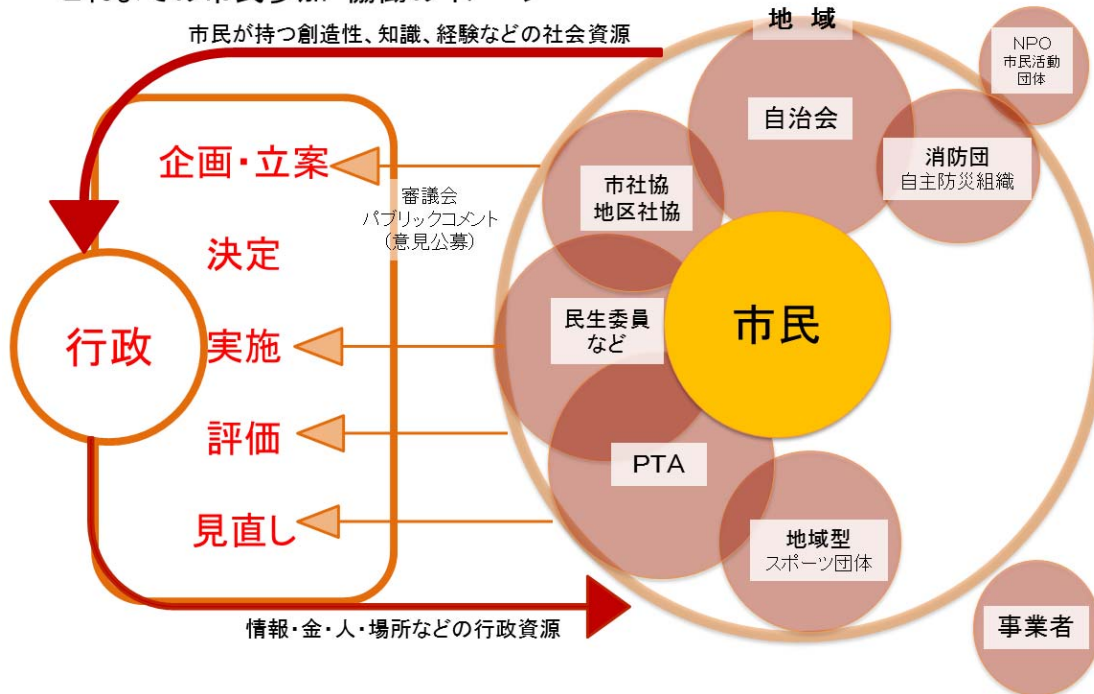 市民が持つ創造性、知識、経験などの社会資源
地 域
NPO
市民活動
団体
自治会
消防団
自主防災組織
企画・立案
市社協
地区社協
審議会
パブリックコメント
(意見公募)
決定
民生委員
など
市民
行政
実施
評価
PTA
見直し
地域型
スポーツ団体
情報・金・人・場所などの行政資源
事業者